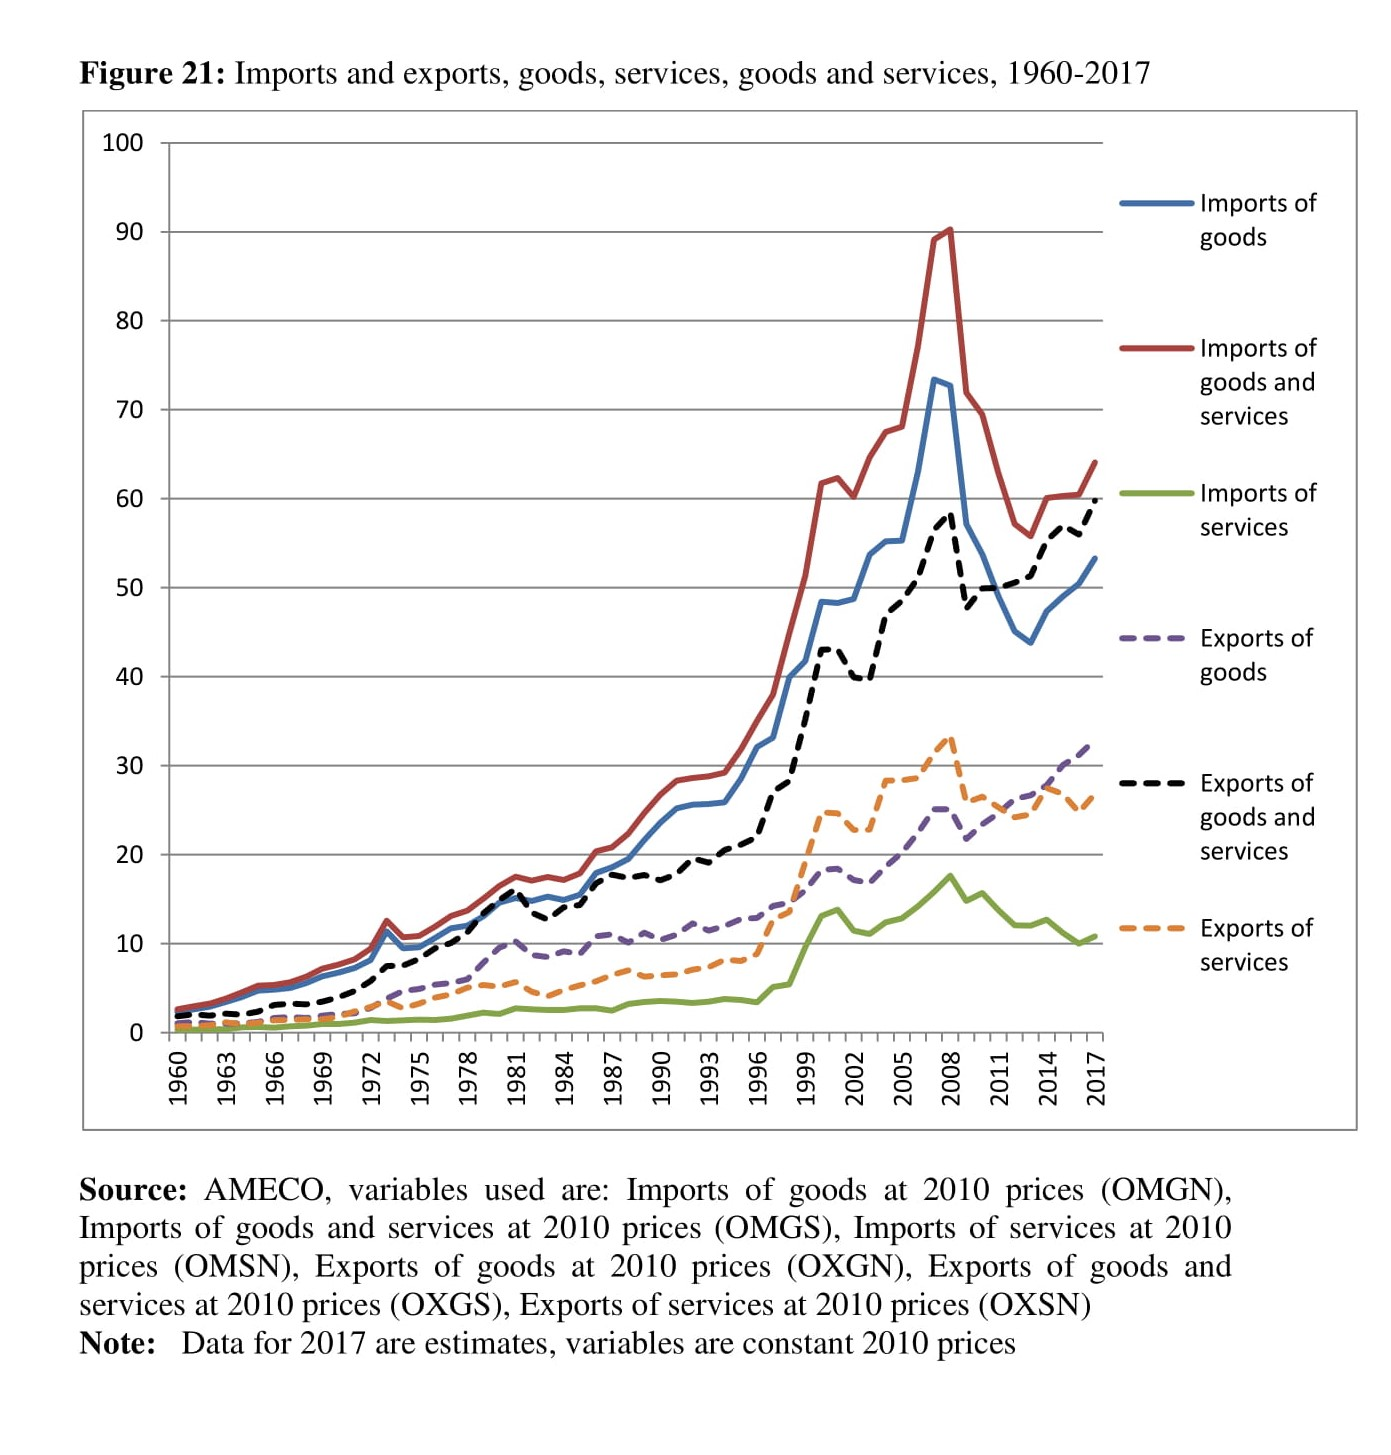 Figure 21: Imports and exports, goods, services, goods and services, 1960-2017
100
90
80
70
60
50
40
30
20
10
0
1960
1963
1966
1969
1972
1975
1978
1981
1984
1987
1990
1993
1996
1999
2002
2005
2008
2011
2014
2017
Imports of
goods
Imports of
goods and
services
Imports of
services
Exports of
goods
Exports of
goods and
services
Exports of
services
Source: AMECO, variables used are: Imports of goods at 2010 prices (OMGN),
Imports of goods and services at 2010 prices (OMGS), Imports of services at 2010
prices (OMSN), Exports of goods at 2010 prices (OXGN), Exports of goods and
services at 2010 prices (OXGS), Exports of services at 2010 prices (OXSN)
Note: Data for 2017 are estimates, variables are constant 2010 prices